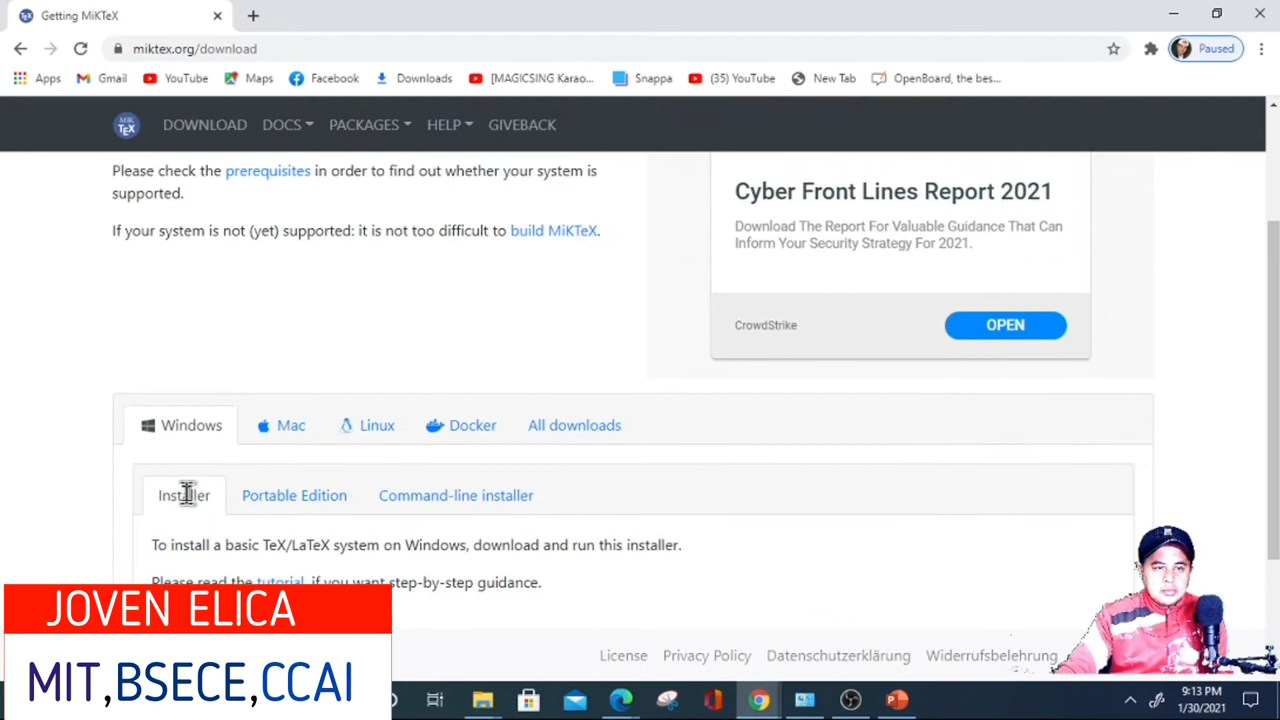 Getting MiKTeX
miktex.org/download
Paused
Apps
Gmail
YouTube
Maps
Facebook
Downloads
[MAGICSING Karao...
Snappa
(35) YouTube
New Tab
OpenBoard, the bes...
MIK
TEX
DOWNLOAD
DOCS
PACKAGES
HELP
GIVEBACK
Please check the prerequisites in order to find out whether your system is
supported.
If your system is not (yet) supported: it is not too difficult to build MiKTeX.
Cyber Front Lines Report 2021
Download The Report For Valuable Guidance That Can
Inform Your Security Strategy For 2021.
CrowdStrike
OPEN
Windows
Mac
Linux
Docker
All downloads
Installer
Portable Edition
Command-line installer
To install a basic TeX/LaTeX system on Windows, download and run this installer.
Please read the tutorial, if you want step-by-step guidance.
JOVEN ELICA
MIT,BSECE,CCAI
License
Privacy Policy
Datenschutzerklärung
Widerrufsbelehrung
9:13 PM
1/30/2021